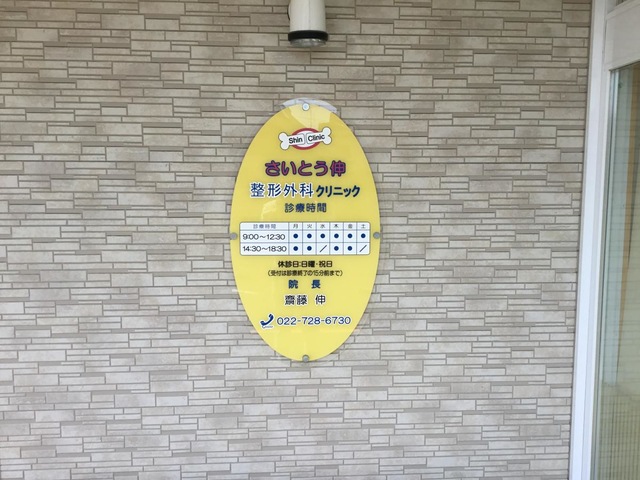 Shin Clinic
さいとう伸
整形外科クリニック
診療時間
診療時間 月 火 水 木 金 土
9:00〜12:30 ● ● ● ● ● ●
14:30〜18:30 ● ● ／ ● ● ／
休診日:日曜・祝日
(受付は診療終了の15分前まで)
院 長
齋藤 伸
022-728-6730